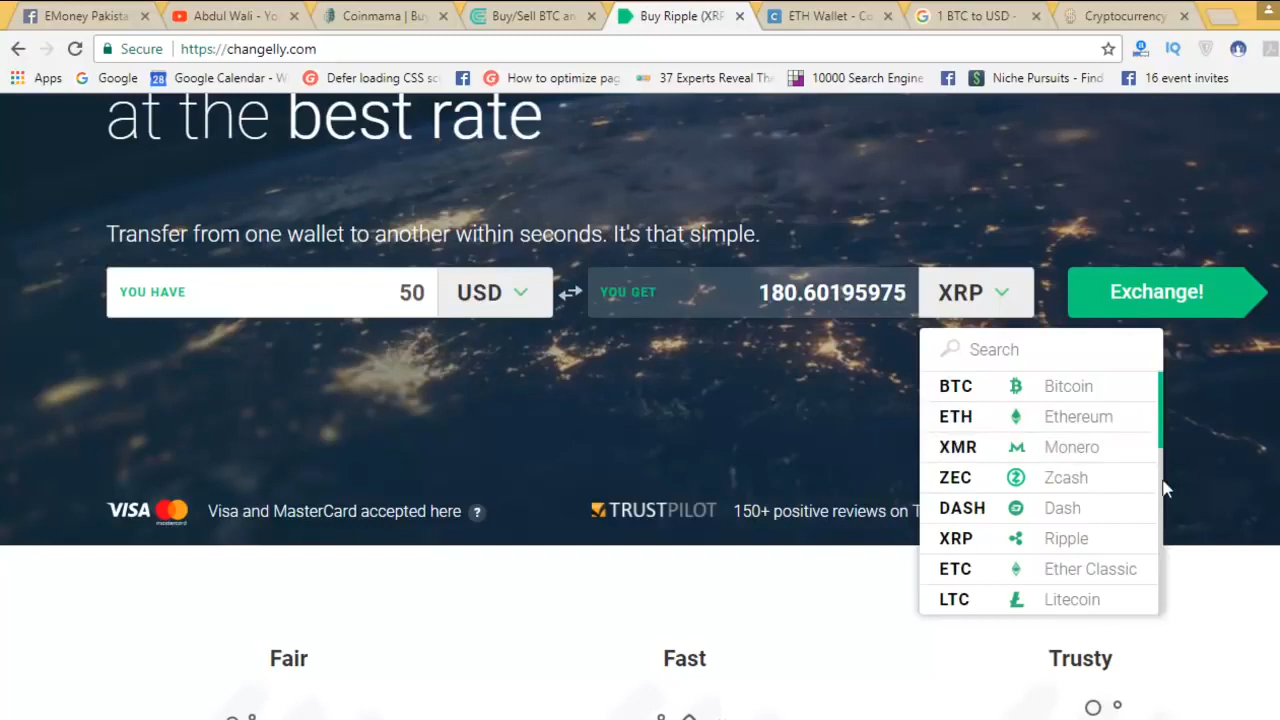 EMoney Pakista
Abdul Wali - Yo
Coinmama | Bu
Buy/Sell BTC an
Buy Ripple (XRP
ETH Wallet - Co
1 BTC to USD -
Cryptocurrency
Secure https://changelly.com
Apps
Google
Google Calendar - W
Defer loading CSS sc
How to optimize pag
37 Experts Reveal Th
10000 Search Engine
Niche Pursuits - Find
16 event invites
at the best rate
Transfer from one wallet to another within seconds. It's that simple.
YOU HAVE 50 USD
YOU GET 180.60195975 XRP
Exchange!
Search
BTC Bitcoin
ETH Ethereum
XMR Monero
ZEC Zcash
DASH Dash
XRP Ripple
ETC Ether Classic
LTC Litecoin
VISA mastercard Visa and MasterCard accepted here ?
TRUSTPILOT 150+ positive reviews on T
Fair
Fast
Trusty